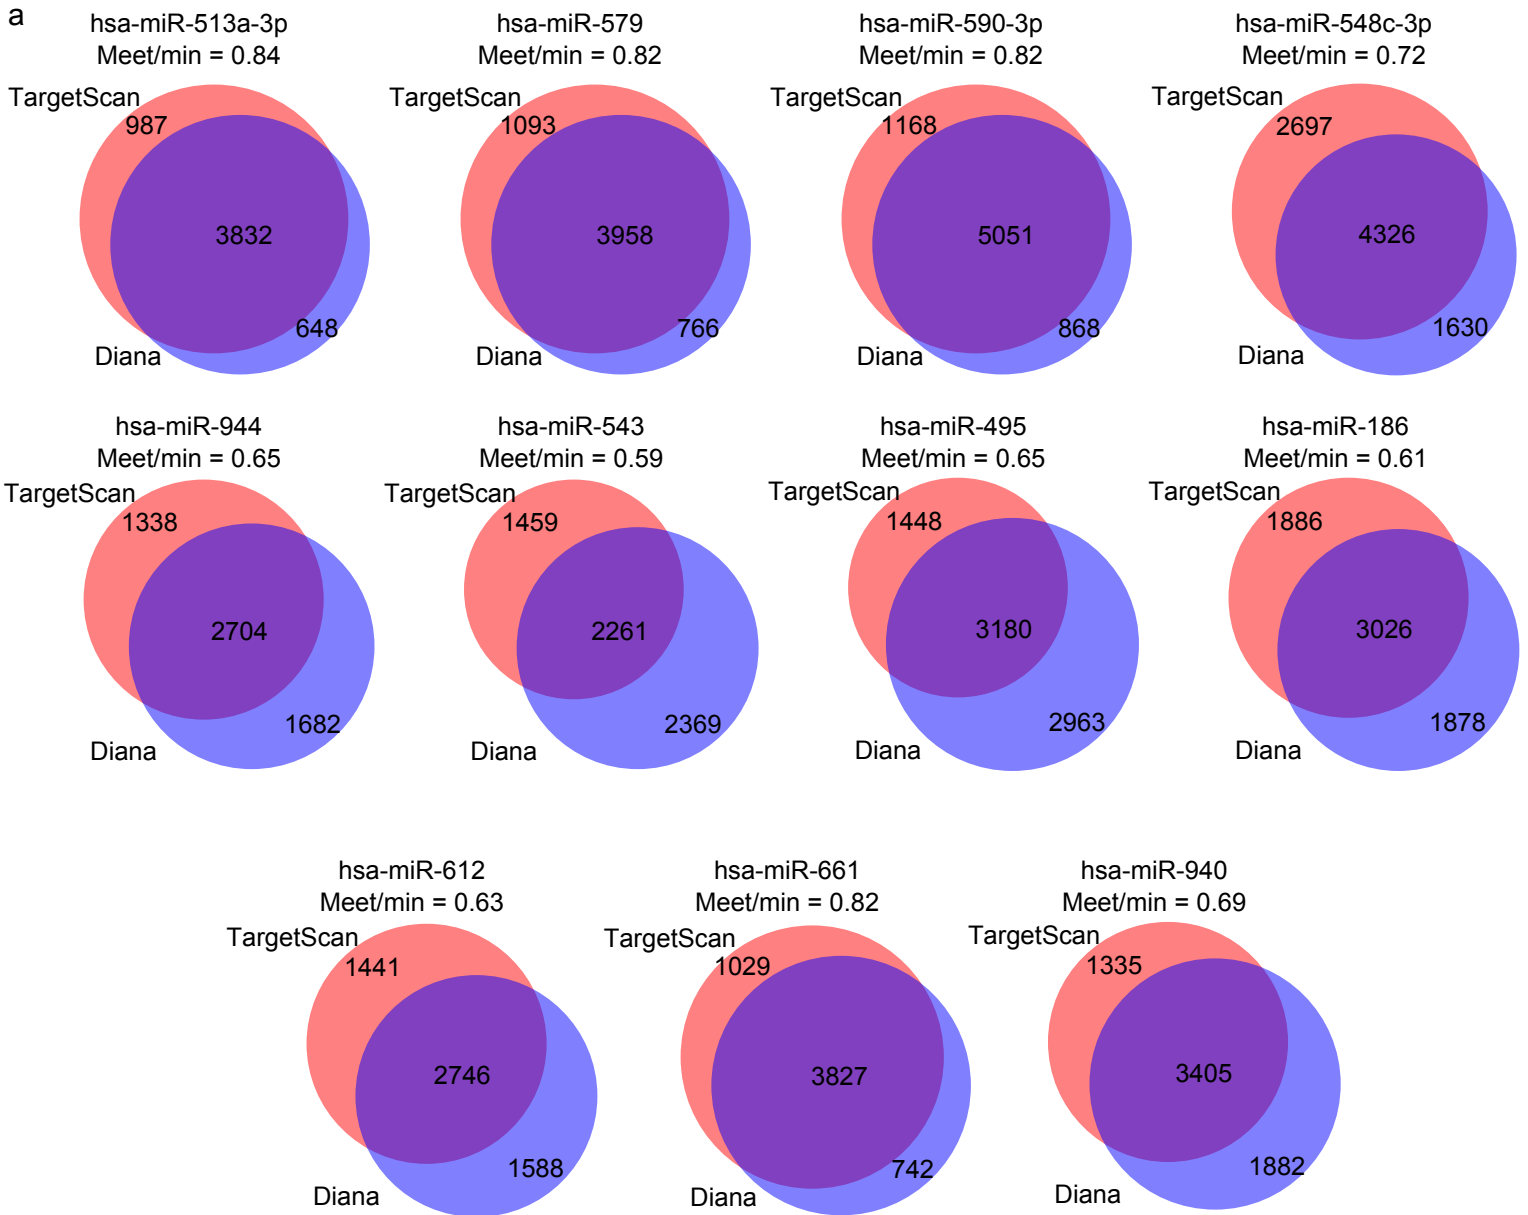 a
hsa-miR-513a-3p
Meet/min = 0.84
TargetScan
987
3832
648
Diana
hsa-miR-579
Meet/min = 0.82
TargetScan
1093
3958
766
Diana
hsa-miR-590-3p
Meet/min = 0.82
TargetScan
1168
5051
868
Diana
hsa-miR-548c-3p
Meet/min = 0.72
TargetScan
2697
4326
1630
Diana
hsa-miR-944
Meet/min = 0.65
TargetScan
1338
2704
1682
Diana
hsa-miR-543
Meet/min = 0.59
TargetScan
1459
2261
2369
Diana
hsa-miR-495
Meet/min = 0.65
TargetScan
1448
3180
2963
Diana
hsa-miR-186
Meet/min = 0.61
TargetScan
1886
3026
1878
Diana
hsa-miR-612
Meet/min = 0.63
TargetScan
1441
2746
1588
Diana
hsa-miR-661
Meet/min = 0.82
TargetScan
1029
3827
742
Diana
hsa-miR-940
Meet/min = 0.69
TargetScan
1335
3405
1882
Diana